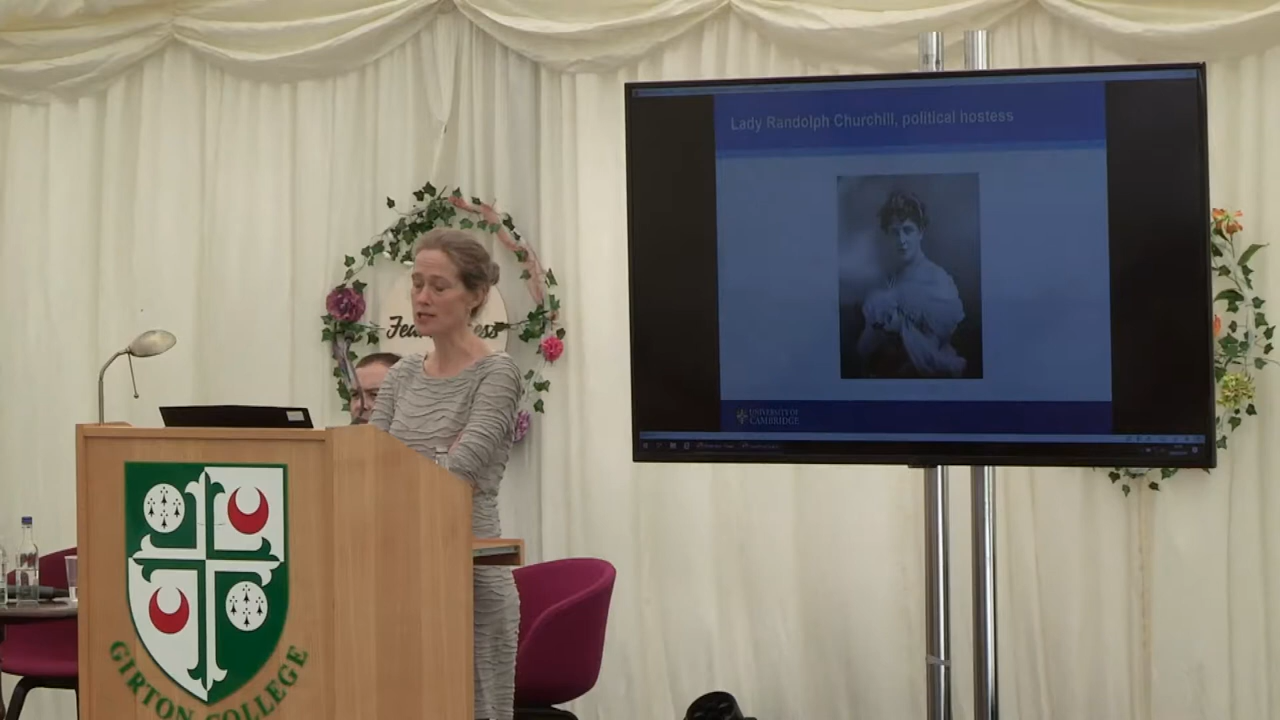 Lady Randolph Churchill, political hostess
UNIVERSITY OF
CAMBRIDGE
GIRTON COLLEGE